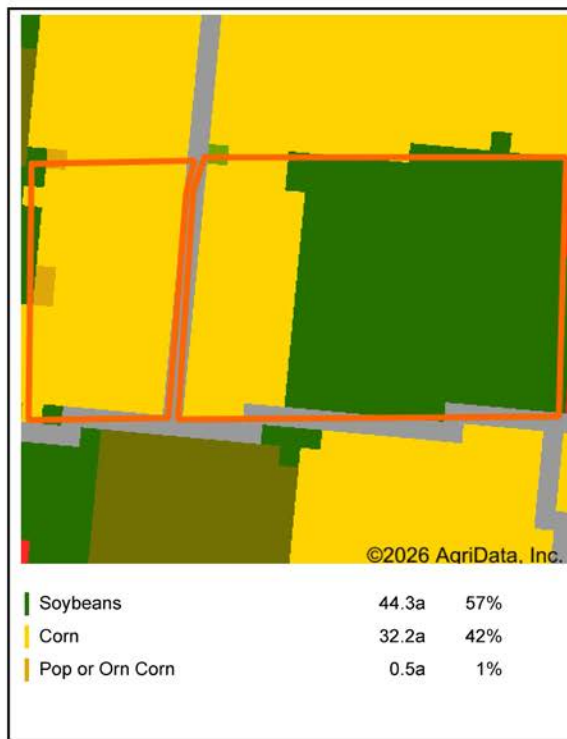 ©2026 AgriData, Inc.
Soybeans 44.3a 57%
Corn 32.2a 42%
Pop or Orn Corn 0.5a 1%